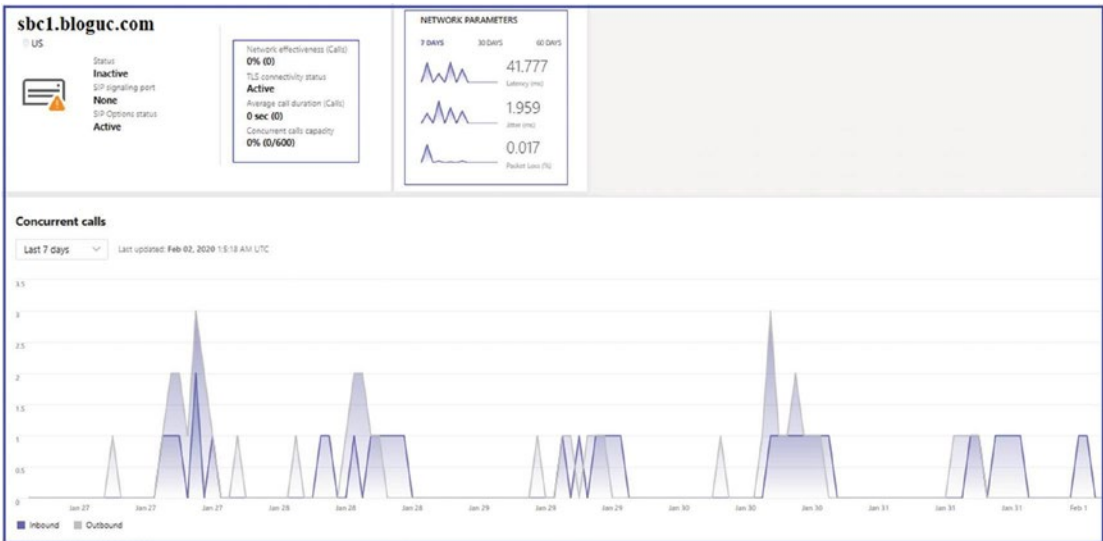 sbc1.bloguc.com
US
Status
Inactive
SIP signaling port
None
SIP Options status
Active
Network effectiveness (Calls)
0% (0)
TLS connectivity status
Active
Average call duration (Calls)
0 sec (0)
Concurrent calls capacity
0% (0/600)
NETWORK PARAMETERS
7 DAYS 30 DAYS 60 DAYS
41.777
Latency (ms)
1.959
Jitter (ms)
0.017
Packet Loss (%)
Concurrent calls
Last 7 days Last updated: Feb 02, 2020 1:5:18 AM UTC
3.5
3
2.5
2
1.5
1
0.5
0
Jan 27 Jan 27 Jan 27 Jan 28 Jan 28 Jan 28 Jan 29 Jan 29 Jan 29 Jan 30 Jan 30 Jan 30 Jan 31 Jan 31 Jan 31 Feb 1
Inbound Outbound